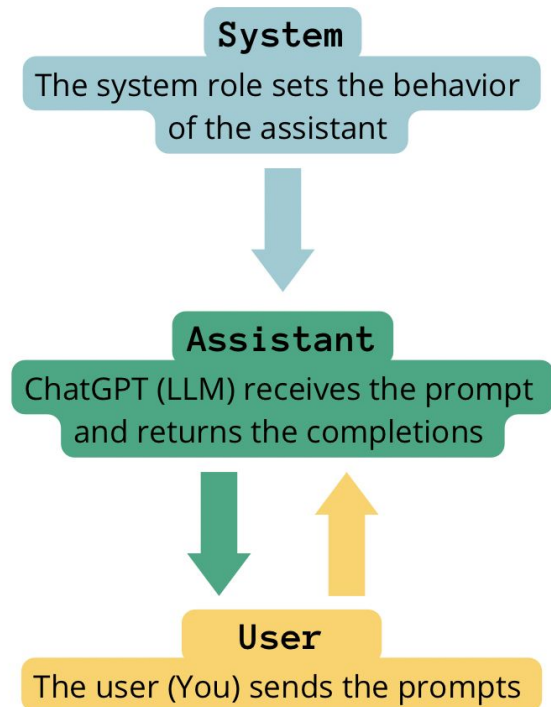 System
The system role sets the behavior
of the assistant
Assistant
ChatGPT (LLM) receives the prompt
and returns the completions
User
The user (You) sends the prompts